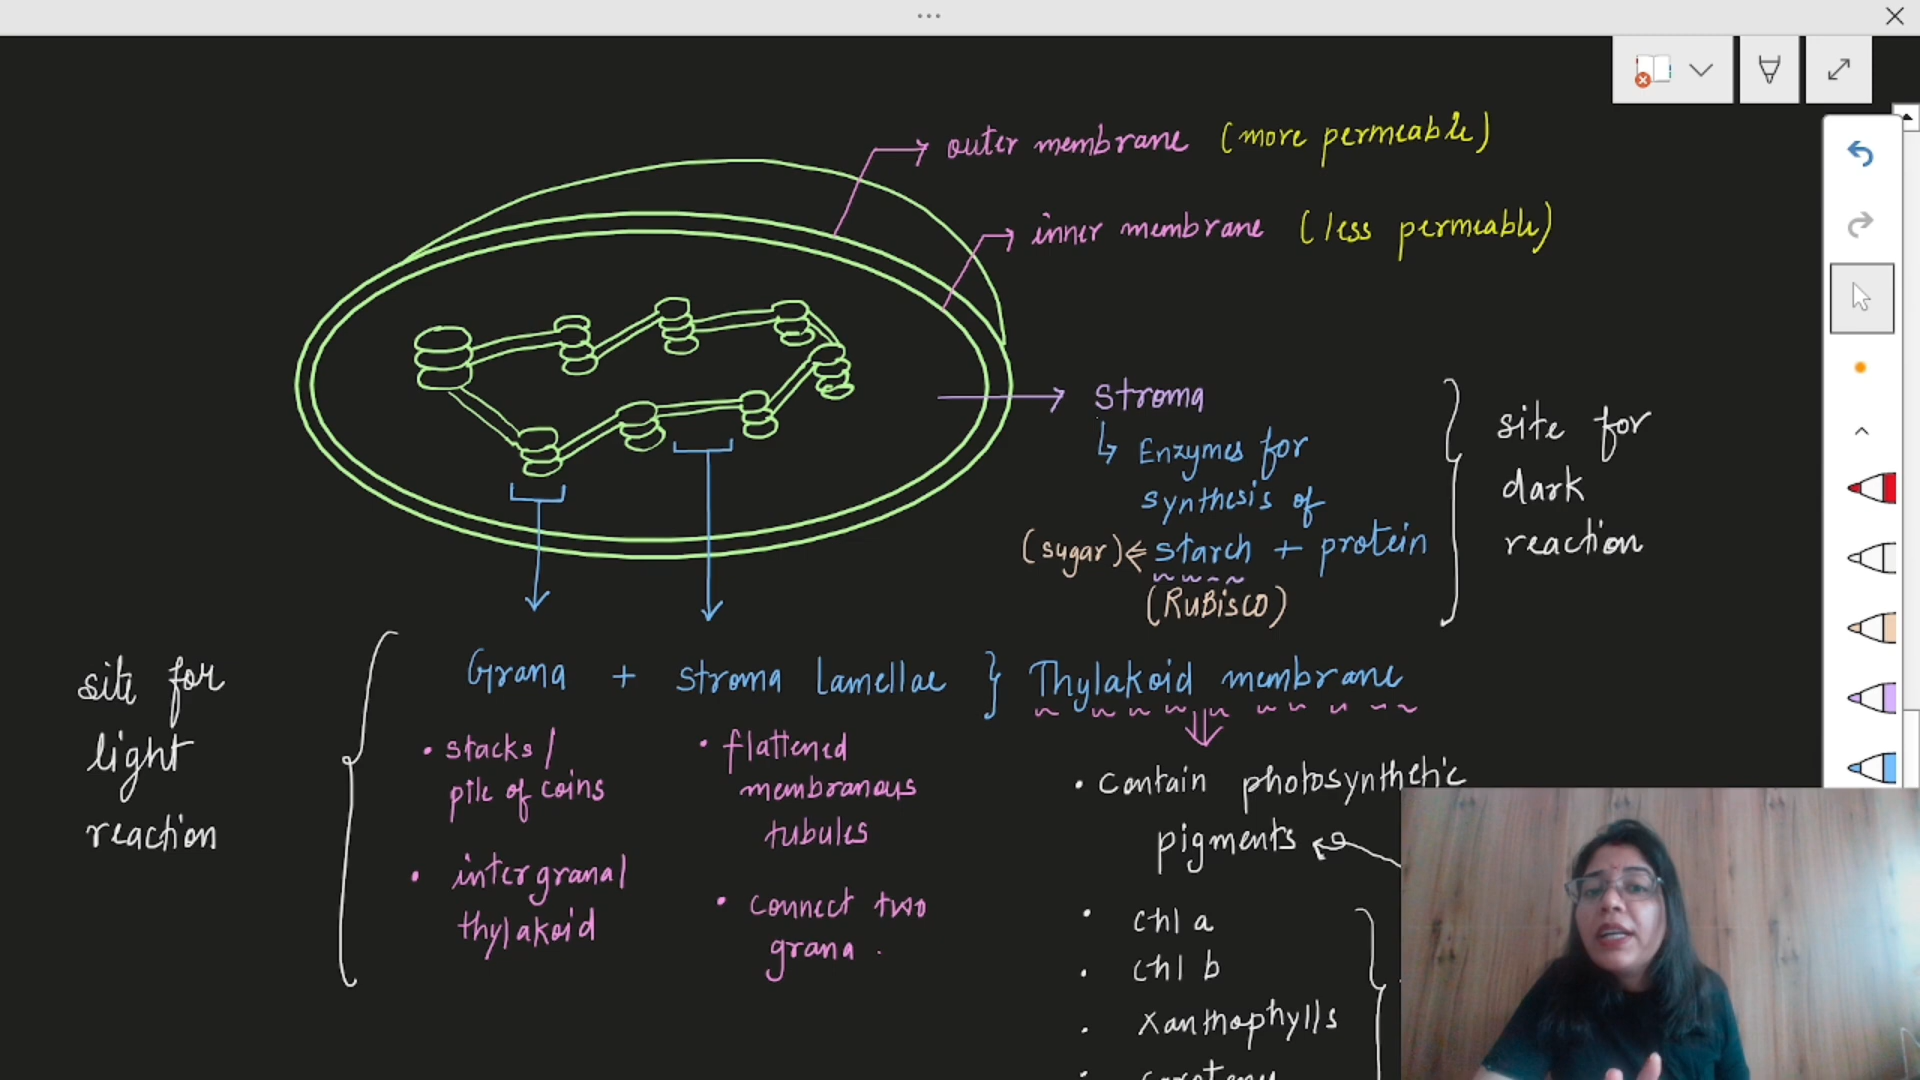 outer membrane (more permeable)
inner membrane (less permeable)
Stroma
Enzymes for
synthesis of
(sugar) ← starch + protein
(RuBisCO)
site for
dark
reaction
site for
light
reaction
Grana + stroma lamellae } Thylakoid membrane
• stacks /
pile of coins
• intergranal
thylakoid
• flattened
membranous
tubules
• connect two
grana .
• Contain photosynthetic
pigments
• chl a
• chl b
• Xanthophylls